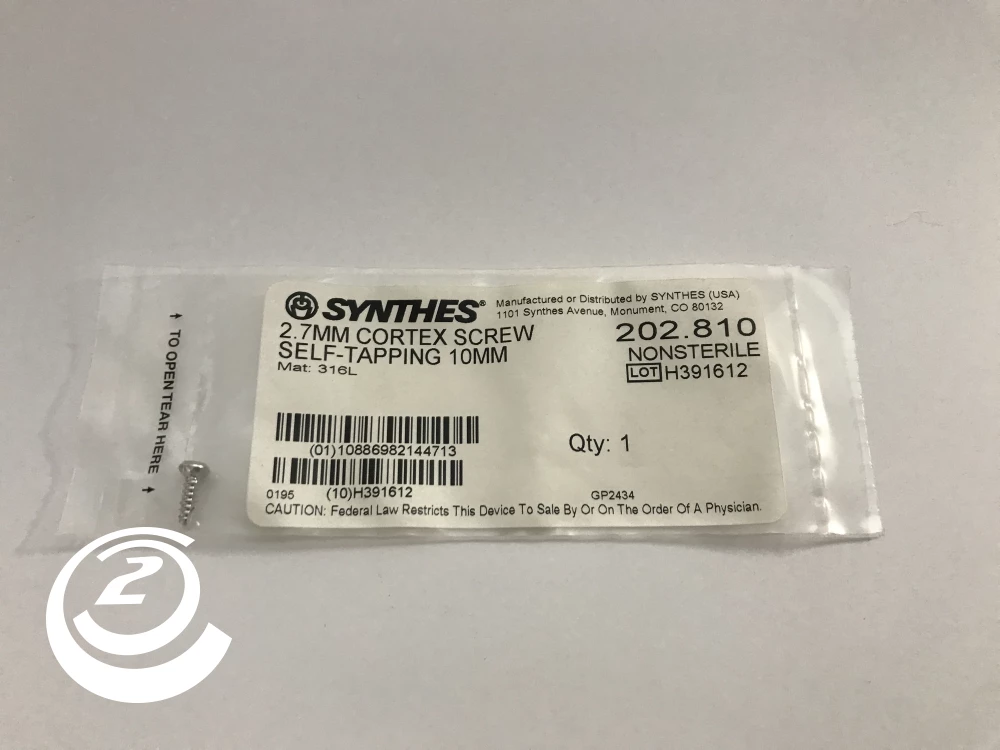 SYNTHES®
Manufactured or Distributed by SYNTHES (USA)
1101 Synthes Avenue, Monument, CO 80132
2.7MM CORTEX SCREW
SELF-TAPPING 10MM
Mat: 316L
202.810
NONSTERILE
LOT H391612
(01)10886982144713
Qty: 1
0195 (10)H391612
GP2434
CAUTION: Federal Law Restricts This Device To Sale By Or On The Order Of A Physician.
TO OPEN TEAR HERE
2